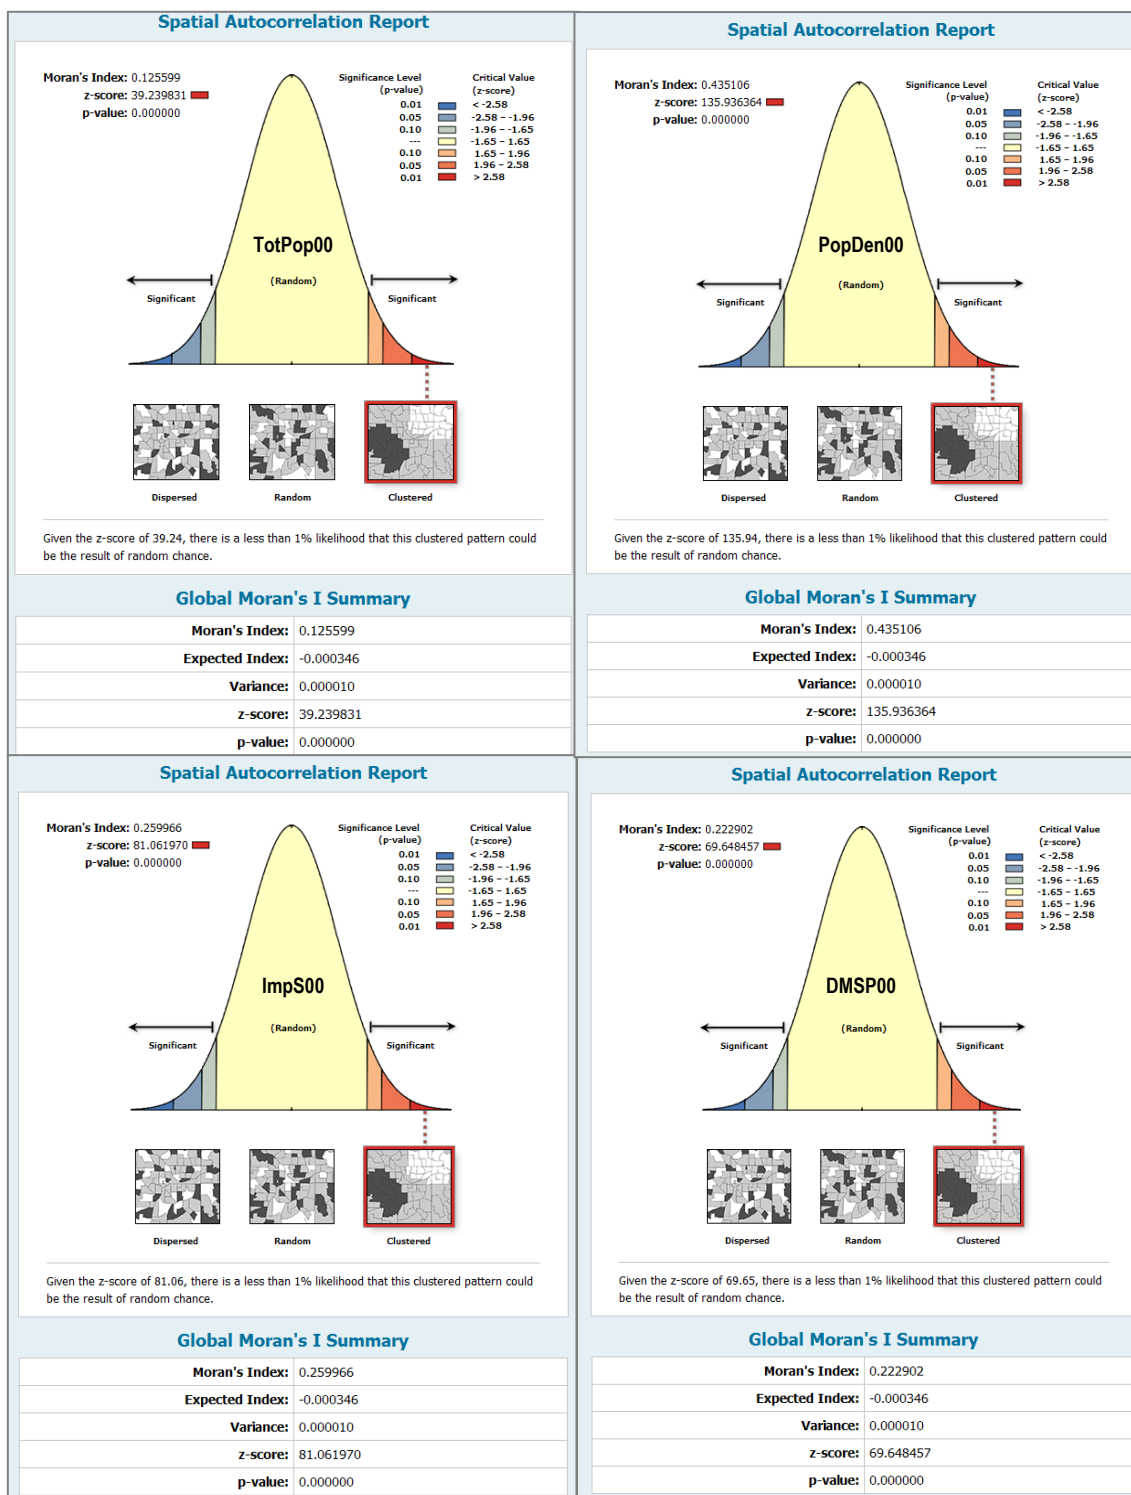 Spatial Autocorrelation Report
Moran's Index: 0.125599
z-score: 39.239831
p-value: 0.000000
Significance Level (p-value)
Critical Value (z-score)
0.01 < -2.58
0.05 -2.58 – -1.96
0.10 -1.96 – -1.65
--- -1.65 – 1.65
0.10 1.65 – 1.96
0.05 1.96 – 2.58
0.01 > 2.58
TotPop00
(Random)
Significant
Significant
Dispersed
Random
Clustered
Given the z-score of 39.24, there is a less than 1% likelihood that this clustered pattern could
be the result of random chance.
Global Moran's I Summary
Moran's Index: 0.125599
Expected Index: -0.000346
Variance: 0.000010
z-score: 39.239831
p-value: 0.000000
Spatial Autocorrelation Report
Moran's Index: 0.435106
z-score: 135.936364
p-value: 0.000000
Significance Level (p-value)
Critical Value (z-score)
0.01 < -2.58
0.05 -2.58 – -1.96
0.10 -1.96 – -1.65
--- -1.65 – 1.65
0.10 1.65 – 1.96
0.05 1.96 – 2.58
0.01 > 2.58
PopDen00
(Random)
Significant
Significant
Dispersed
Random
Clustered
Given the z-score of 135.94, there is a less than 1% likelihood that this clustered pattern could
be the result of random chance.
Global Moran's I Summary
Moran's Index: 0.435106
Expected Index: -0.000346
Variance: 0.000010
z-score: 135.936364
p-value: 0.000000
Spatial Autocorrelation Report
Moran's Index: 0.259966
z-score: 81.061970
p-value: 0.000000
Significance Level (p-value)
Critical Value (z-score)
0.01 < -2.58
0.05 -2.58 – -1.96
0.10 -1.96 – -1.65
--- -1.65 – 1.65
0.10 1.65 – 1.96
0.05 1.96 – 2.58
0.01 > 2.58
ImpS00
(Random)
Significant
Significant
Dispersed
Random
Clustered
Given the z-score of 81.06, there is a less than 1% likelihood that this clustered pattern could
be the result of random chance.
Global Moran's I Summary
Moran's Index: 0.259966
Expected Index: -0.000346
Variance: 0.000010
z-score: 81.061970
p-value: 0.000000
Spatial Autocorrelation Report
Moran's Index: 0.222902
z-score: 69.648457
p-value: 0.000000
Significance Level (p-value)
Critical Value (z-score)
0.01 < -2.58
0.05 -2.58 – -1.96
0.10 -1.96 – -1.65
--- -1.65 – 1.65
0.10 1.65 – 1.96
0.05 1.96 – 2.58
0.01 > 2.58
DMSP00
(Random)
Significant
Significant
Dispersed
Random
Clustered
Given the z-score of 69.65, there is a less than 1% likelihood that this clustered pattern could
be the result of random chance.
Global Moran's I Summary
Moran's Index: 0.222902
Expected Index: -0.000346
Variance: 0.000010
z-score: 69.648457
p-value: 0.000000